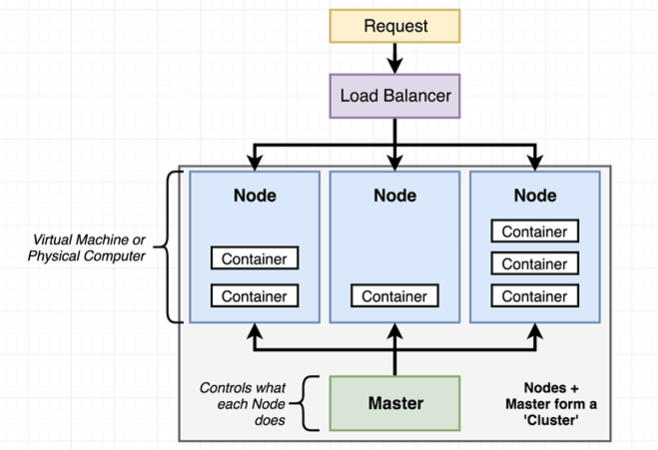 Request
Load Balancer
Node
Node
Node
Container
Container
Container
Container
Container
Container
Virtual Machine or
Physical Computer
Controls what
each Node
does
Master
Nodes +
Master form a
'Cluster'